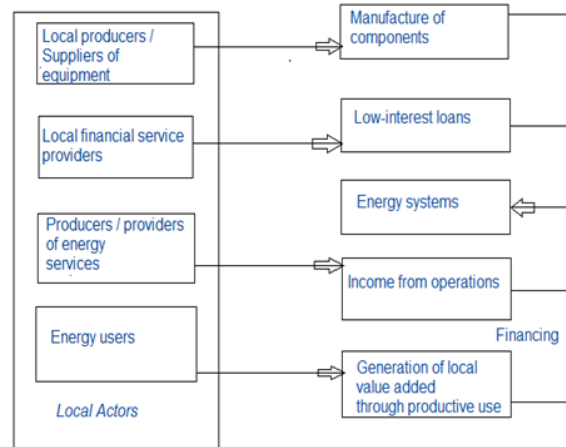 Local producers /
Suppliers of
equipment
Manufacture of
components
Local financial service
providers
Low-interest loans
Energy systems
Producers / providers
of energy
services
Income from operations
Financing
Energy users
Generation of local
value added
through productive use
Local Actors